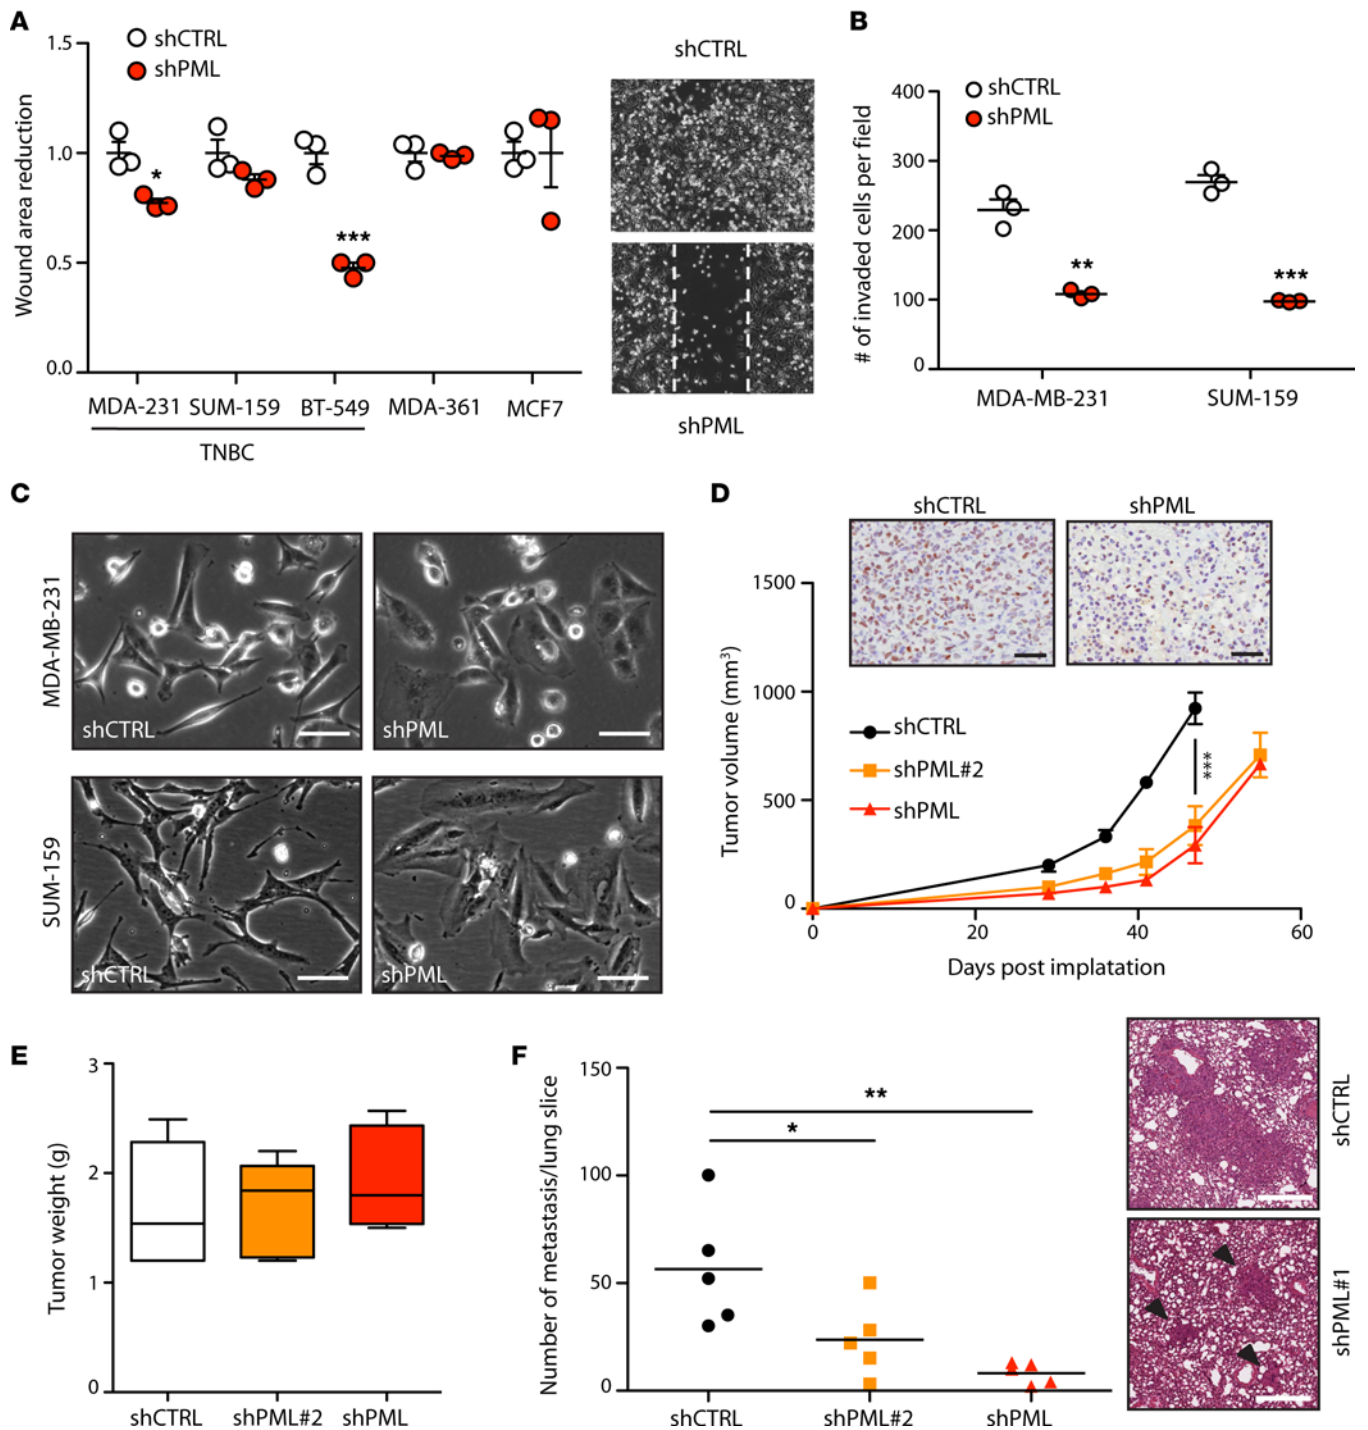 A
1.5
1.0
0.5
0.0
Wound area reduction
shCTRL
shPML
*
***
MDA-231
SUM-159
BT-549
MDA-361
MCF7
TNBC
shCTRL
shPML
B
400
300
200
100
0
# of invaded cells per field
shCTRL
shPML
**
***
MDA-MB-231
SUM-159
C
MDA-MB-231
shCTRL
shPML
SUM-159
shCTRL
shPML
D
shCTRL
shPML
1500
1000
500
0
Tumor volume (mm³)
shCTRL
shPML#2
shPML
***
0
20
40
60
Days post implatation
E
3
2
1
0
Tumor weight (g)
shCTRL
shPML#2
shPML
F
150
100
50
0
Number of metastasis/lung slice
**
*
shCTRL
shPML#2
shPML
shCTRL
shPML#1